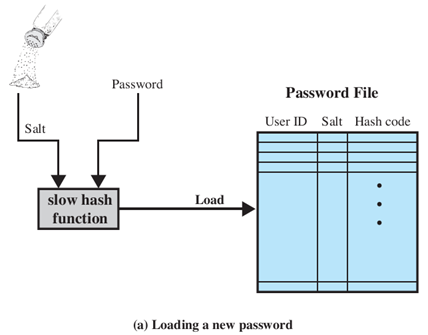 Password
Password File
User ID Salt Hash code
Salt
slow hash
function
Load
(a) Loading a new password